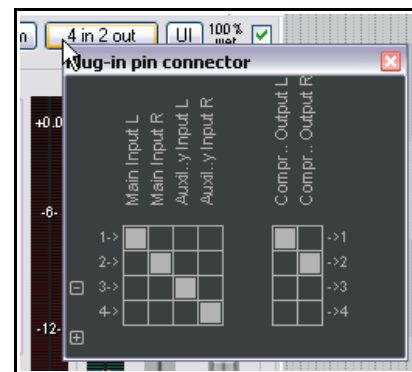 4 in 2 out
UI
100%
wet
Plug-in pin connector
+0.0
-6-
-12-
Main Input L
Main Input R
Auxil..y Input L
Auxil..y Input R
Compr.. Output L
Compr.. Output R
1->
2->
3->
4->
->1
->2
->3
->4